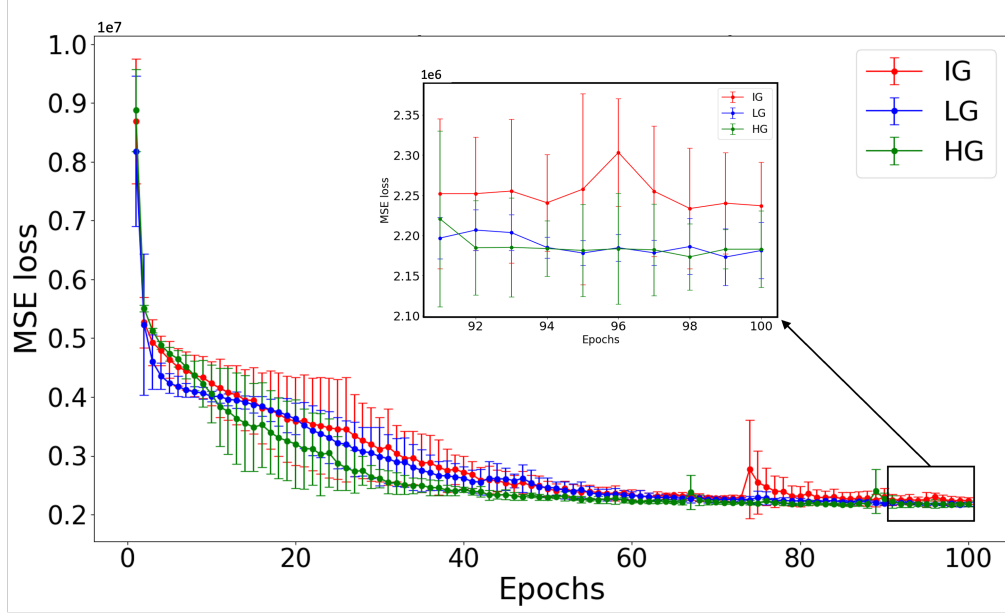 1e7
1.0
0.9
0.8
0.7
0.6
0.5
0.4
0.3
0.2
MSE loss
0 20 40 60 80 100
Epochs
IG
LG
HG
1e6
2.35
2.30
2.25
2.20
2.15
2.10
MSE loss
92 94 96 98 100
Epochs
IG
LG
HG